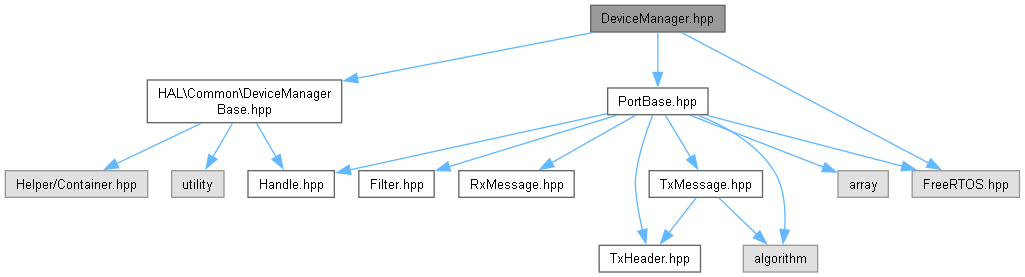 DeviceManager.hpp
HAL\Common\DeviceManager
Base.hpp
PortBase.hpp
Helper/Container.hpp
utility
Handle.hpp
Filter.hpp
RxMessage.hpp
TxMessage.hpp
array
FreeRTOS.hpp
TxHeader.hpp
algorithm